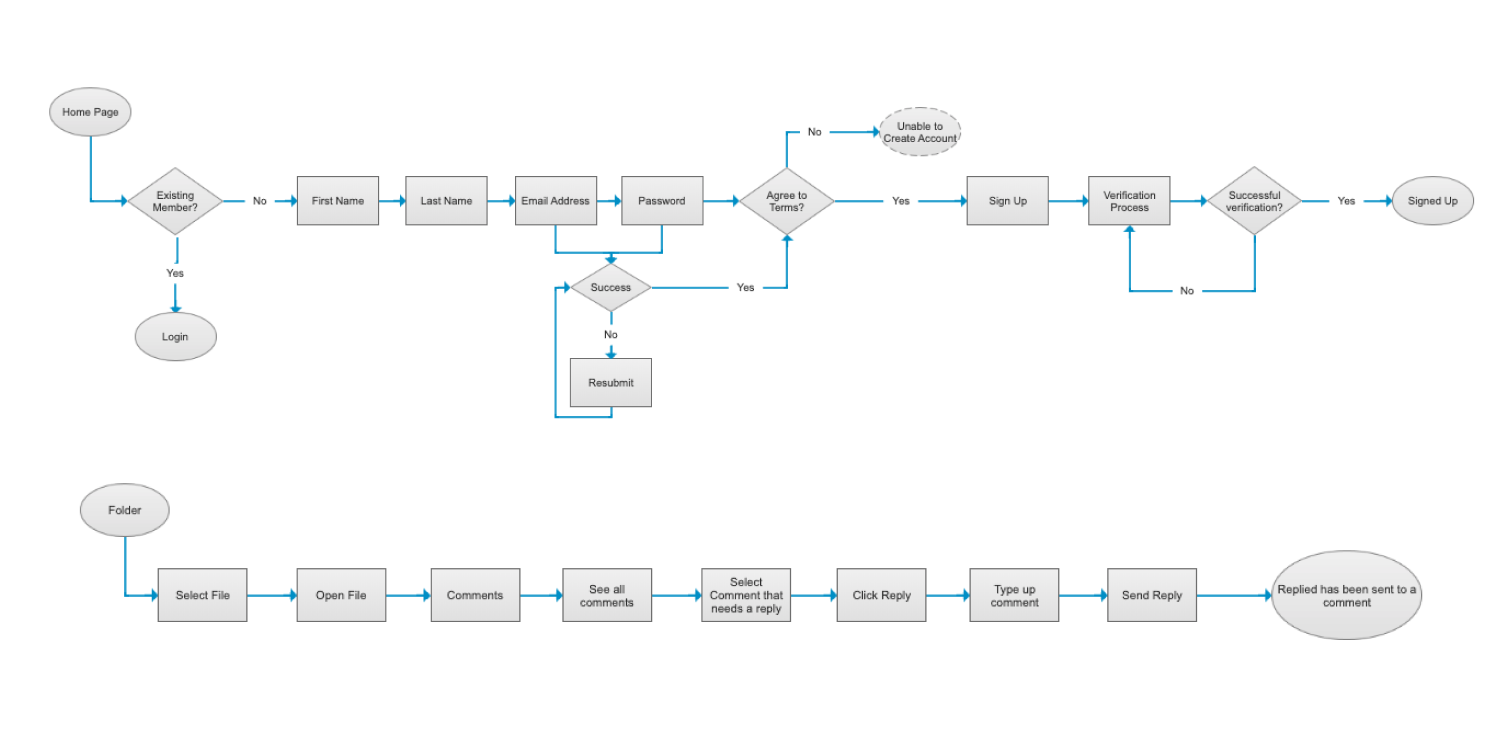 Home Page
Unable to
Create Account
No
Existing
Member?
No
First Name
Last Name
Email Address
Password
Agree to
Terms?
Yes
Sign Up
Verification
Process
Successful
verification?
Yes
Signed Up
Yes
Success
Yes
No
Login
No
Resubmit
Folder
Select File
Open File
Comments
See all
comments
Select
Comment that
needs a reply
Click Reply
Type up
comment
Send Reply
Replied has been sent to a
comment